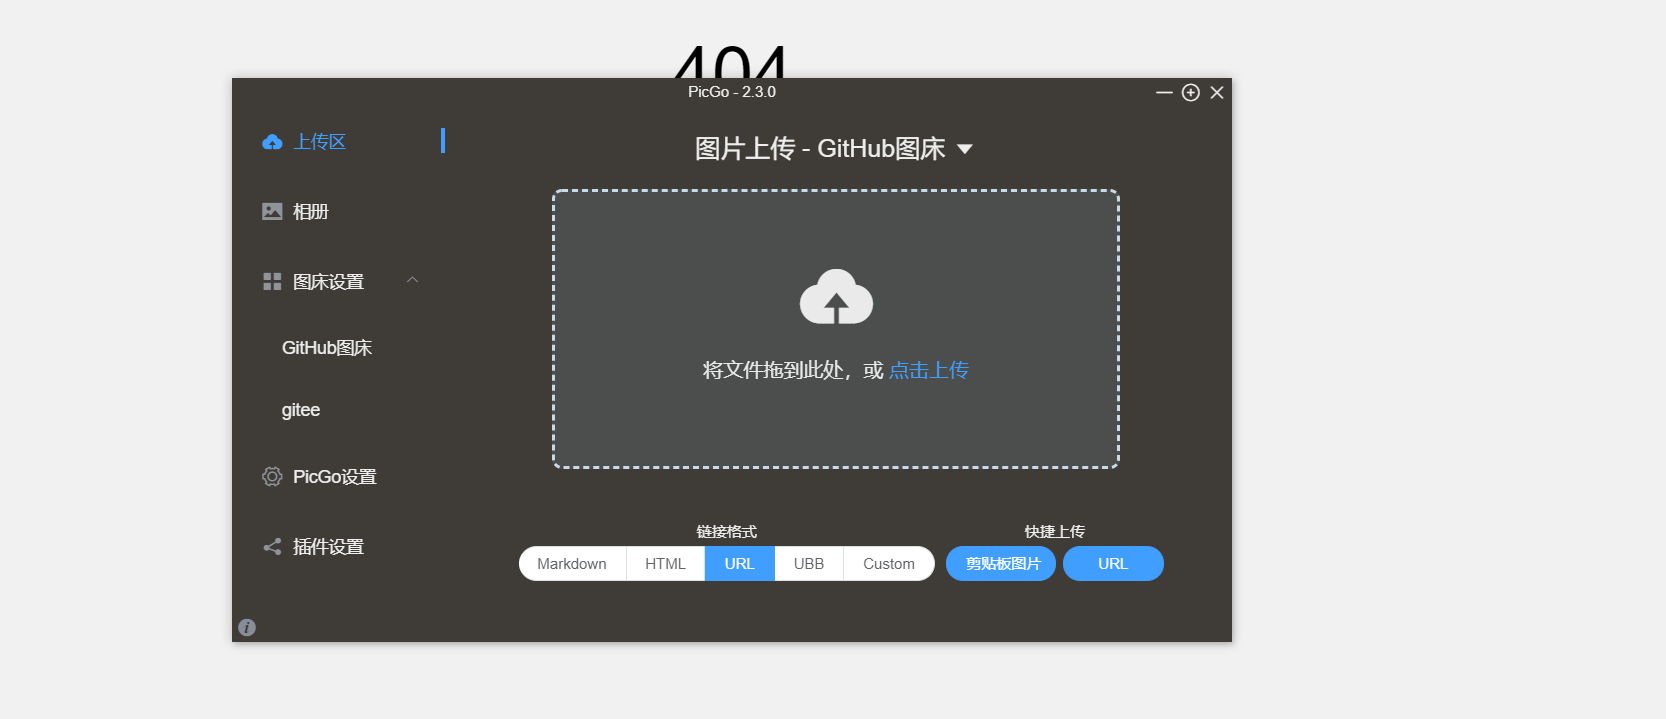 404
PicGo - 2.3.0
上传区
图片上传 - GitHub图床
相册
图床设置
GitHub图床
gitee
将文件拖到此处，或 点击上传
PicGo设置
插件设置
链接格式
快捷上传
Markdown HTML URL UBB Custom
剪贴板图片 URL